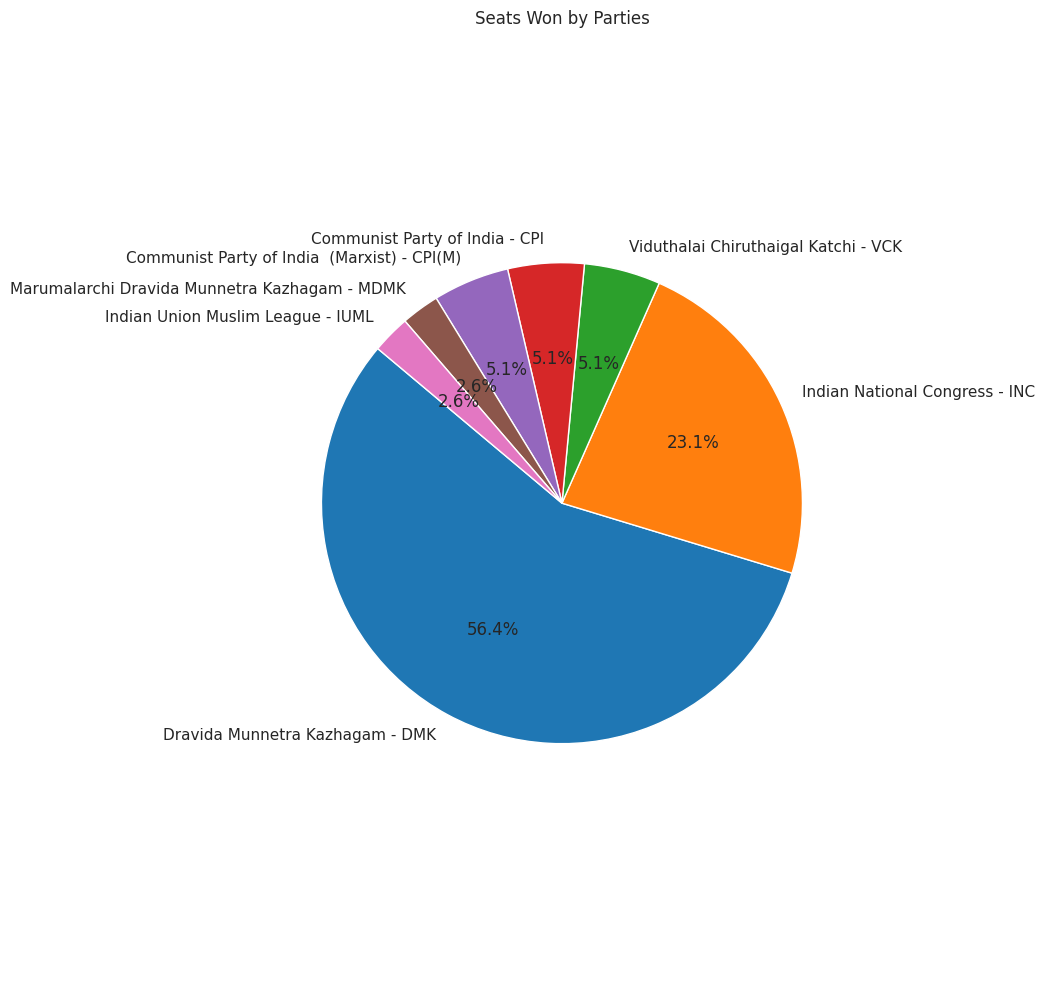 Seats Won by Parties
Communist Party of India - CPI
Viduthalai Chiruthaigal Katchi - VCK
Communist Party of India  (Marxist) - CPI(M)
Marumalarchi Dravida Munnetra Kazhagam - MDMK
Indian Union Muslim League - IUML
5.1%
5.1%
5.1%
2.6%
2.6%
Indian National Congress - INC
23.1%
56.4%
Dravida Munnetra Kazhagam - DMK